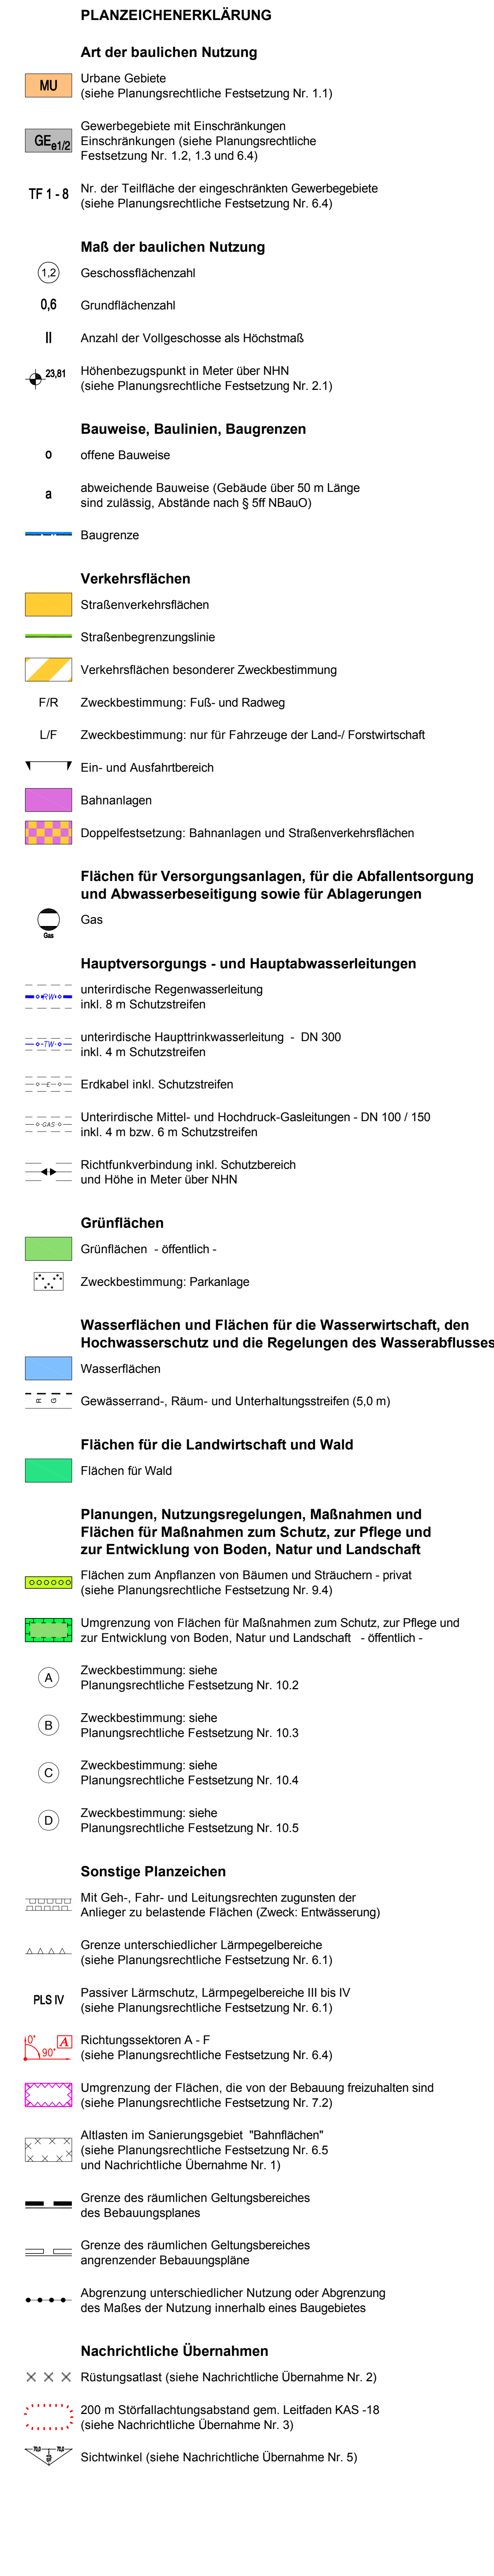 PLANZEICHENERKLÄRUNG
Art der baulichen Nutzung
MU
Urbane Gebiete
(siehe Planungsrechtliche Festsetzung Nr. 1.1)
GEe1/2
Gewerbegebiete mit Einschränkungen
Einschränkungen (siehe Planungsrechtliche
Festsetzung Nr. 1.2, 1.3 und 6.4)
TF 1 - 8
Nr. der Teilfläche der eingeschränkten Gewerbegebiete
(siehe Planungsrechtliche Festsetzung Nr. 6.4)
Maß der baulichen Nutzung
1,2
Geschossflächenzahl
0,6
Grundflächenzahl
II
Anzahl der Vollgeschosse als Höchstmaß
23,81
Höhenbezugspunkt in Meter über NHN
(siehe Planungsrechtliche Festsetzung Nr. 2.1)
Bauweise, Baulinien, Baugrenzen
o
offene Bauweise
a
abweichende Bauweise (Gebäude über 50 m Länge
sind zulässig, Abstände nach § 5ff NBauO)
Baugrenze
Verkehrsflächen
Straßenverkehrsflächen
Straßenbegrenzungslinie
Verkehrsflächen besonderer Zweckbestimmung
F/R
Zweckbestimmung: Fuß- und Radweg
L/F
Zweckbestimmung: nur für Fahrzeuge der Land-/ Forstwirtschaft
Ein- und Ausfahrtbereich
Bahnanlagen
Doppelfestsetzung: Bahnanlagen und Straßenverkehrsflächen
Flächen für Versorgungsanlagen, für die Abfallentsorgung
und Abwasserbeseitigung sowie für Ablagerungen
Gas
Gas
Hauptversorgungs - und Hauptabwasserleitungen
RW
unterirdische Regenwasserleitung
inkl. 8 m Schutzstreifen
TW
unterirdische Haupttrinkwasserleitung - DN 300
inkl. 4 m Schutzstreifen
E
Erdkabel inkl. Schutzstreifen
GAS
Unterirdische Mittel- und Hochdruck-Gasleitungen - DN 100 / 150
inkl. 4 m bzw. 6 m Schutzstreifen
Richtfunkverbindung inkl. Schutzbereich
und Höhe in Meter über NHN
Grünflächen
Grünflächen - öffentlich -
Zweckbestimmung: Parkanlage
Wasserflächen und Flächen für die Wasserwirtschaft, den
Hochwasserschutz und die Regelungen des Wasserabflusses
Wasserflächen
R G
Gewässerrand-, Räum- und Unterhaltungsstreifen (5,0 m)
Flächen für die Landwirtschaft und Wald
Flächen für Wald
Planungen, Nutzungsregelungen, Maßnahmen und
Flächen für Maßnahmen zum Schutz, zur Pflege und
zur Entwicklung von Boden, Natur und Landschaft
Flächen zum Anpflanzen von Bäumen und Sträuchern - privat
(siehe Planungsrechtliche Festsetzung Nr. 9.4)
Umgrenzung von Flächen für Maßnahmen zum Schutz, zur Pflege und
zur Entwicklung von Boden, Natur und Landschaft - öffentlich -
A
Zweckbestimmung: siehe
Planungsrechtliche Festsetzung Nr. 10.2
B
Zweckbestimmung: siehe
Planungsrechtliche Festsetzung Nr. 10.3
C
Zweckbestimmung: siehe
Planungsrechtliche Festsetzung Nr. 10.4
D
Zweckbestimmung: siehe
Planungsrechtliche Festsetzung Nr. 10.5
Sonstige Planzeichen
Mit Geh-, Fahr- und Leitungsrechten zugunsten der
Anlieger zu belastende Flächen (Zweck: Entwässerung)
Grenze unterschiedlicher Lärmpegelbereiche
(siehe Planungsrechtliche Festsetzung Nr. 6.1)
PLS IV
Passiver Lärmschutz, Lärmpegelbereiche III bis IV
(siehe Planungsrechtliche Festsetzung Nr. 6.1)
0° A
90°
Richtungssektoren A - F
(siehe Planungsrechtliche Festsetzung Nr. 6.4)
Umgrenzung der Flächen, die von der Bebauung freizuhalten sind
(siehe Planungsrechtliche Festsetzung Nr. 7.2)
Altlasten im Sanierungsgebiet "Bahnflächen"
(siehe Planungsrechtliche Festsetzung Nr. 6.5
und Nachrichtliche Übernahme Nr. 1)
Grenze des räumlichen Geltungsbereiches
des Bebauungsplanes
Grenze des räumlichen Geltungsbereiches
angrenzender Bebauungspläne
Abgrenzung unterschiedlicher Nutzung oder Abgrenzung
des Maßes der Nutzung innerhalb eines Baugebietes
Nachrichtliche Übernahmen
Rüstungsatlast (siehe Nachrichtliche Übernahme Nr. 2)
200 m Störfallachtungsabstand gem. Leitfaden KAS -18
(siehe Nachrichtliche Übernahme Nr. 3)
70,0 70,0
Sichtwinkel (siehe Nachrichtliche Übernahme Nr. 5)